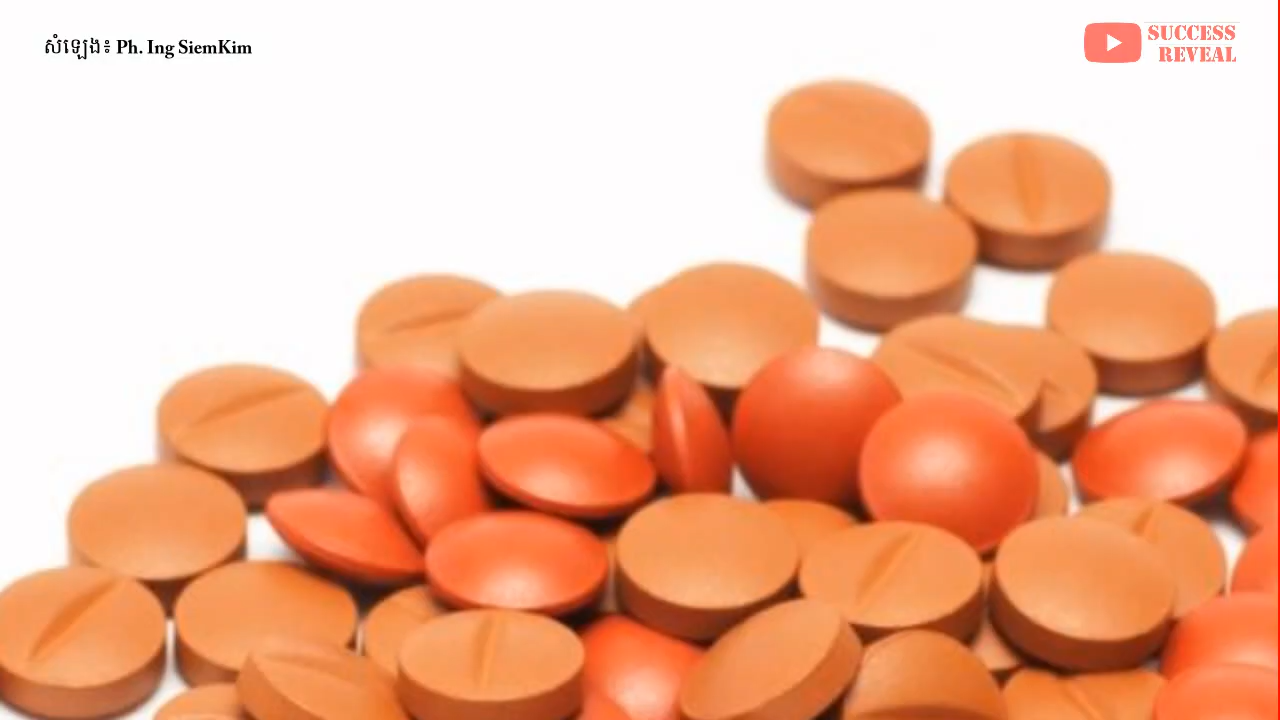 សំឡេង៖ Ph. Ing SiemKim
SUCCESS
REVEAL